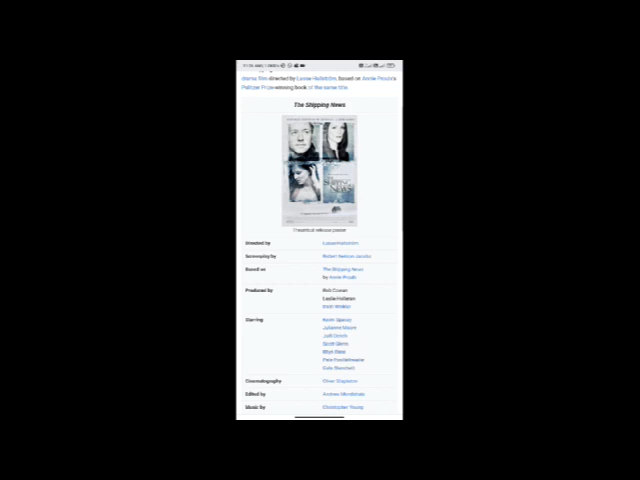 drama film directed by Lasse Hallström, based on Annie Proulx's
Pulitzer Prize-winning book of the same title.
The Shipping News
Theatrical release poster
Directed by Lasse Hallström
Screenplay by Robert Nelson Jacobs
Based on The Shipping News
by Annie Proulx
Produced by Rob Cowan
Leslie Holleran
Irwin Winkler
Starring Kevin Spacey
Julianne Moore
Judi Dench
Scott Glenn
Rhys Ifans
Pete Postlethwaite
Cate Blanchett
Cinematography Oliver Stapleton
Edited by Andrew Mondshein
Music by Christopher Young